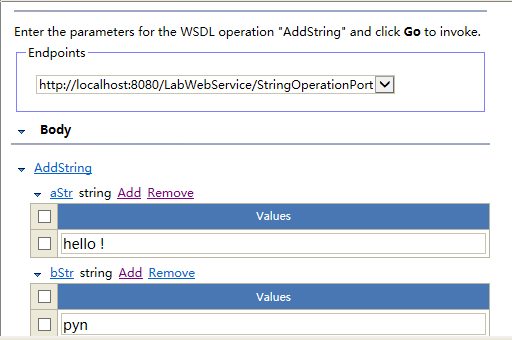 Enter the parameters for the WSDL operation "AddString" and click Go to invoke.
Endpoints
http://localhost:8080/LabWebService/StringOperationPort
Body
AddString
aStr string Add Remove
Values
hello !
bStr string Add Remove
Values
pyn